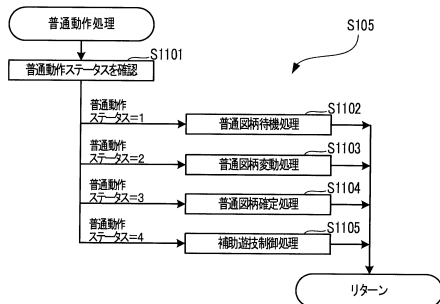 普通動作処理
S105
S1101
普通動作ステータスを確認
普通動作
ステータス=1
S1102
普通図柄待機処理
普通動作
ステータス=2
S1103
普通図柄変動処理
普通動作
ステータス=3
S1104
普通図柄確定処理
普通動作
ステータス=4
S1105
補助遊技制御処理
リターン